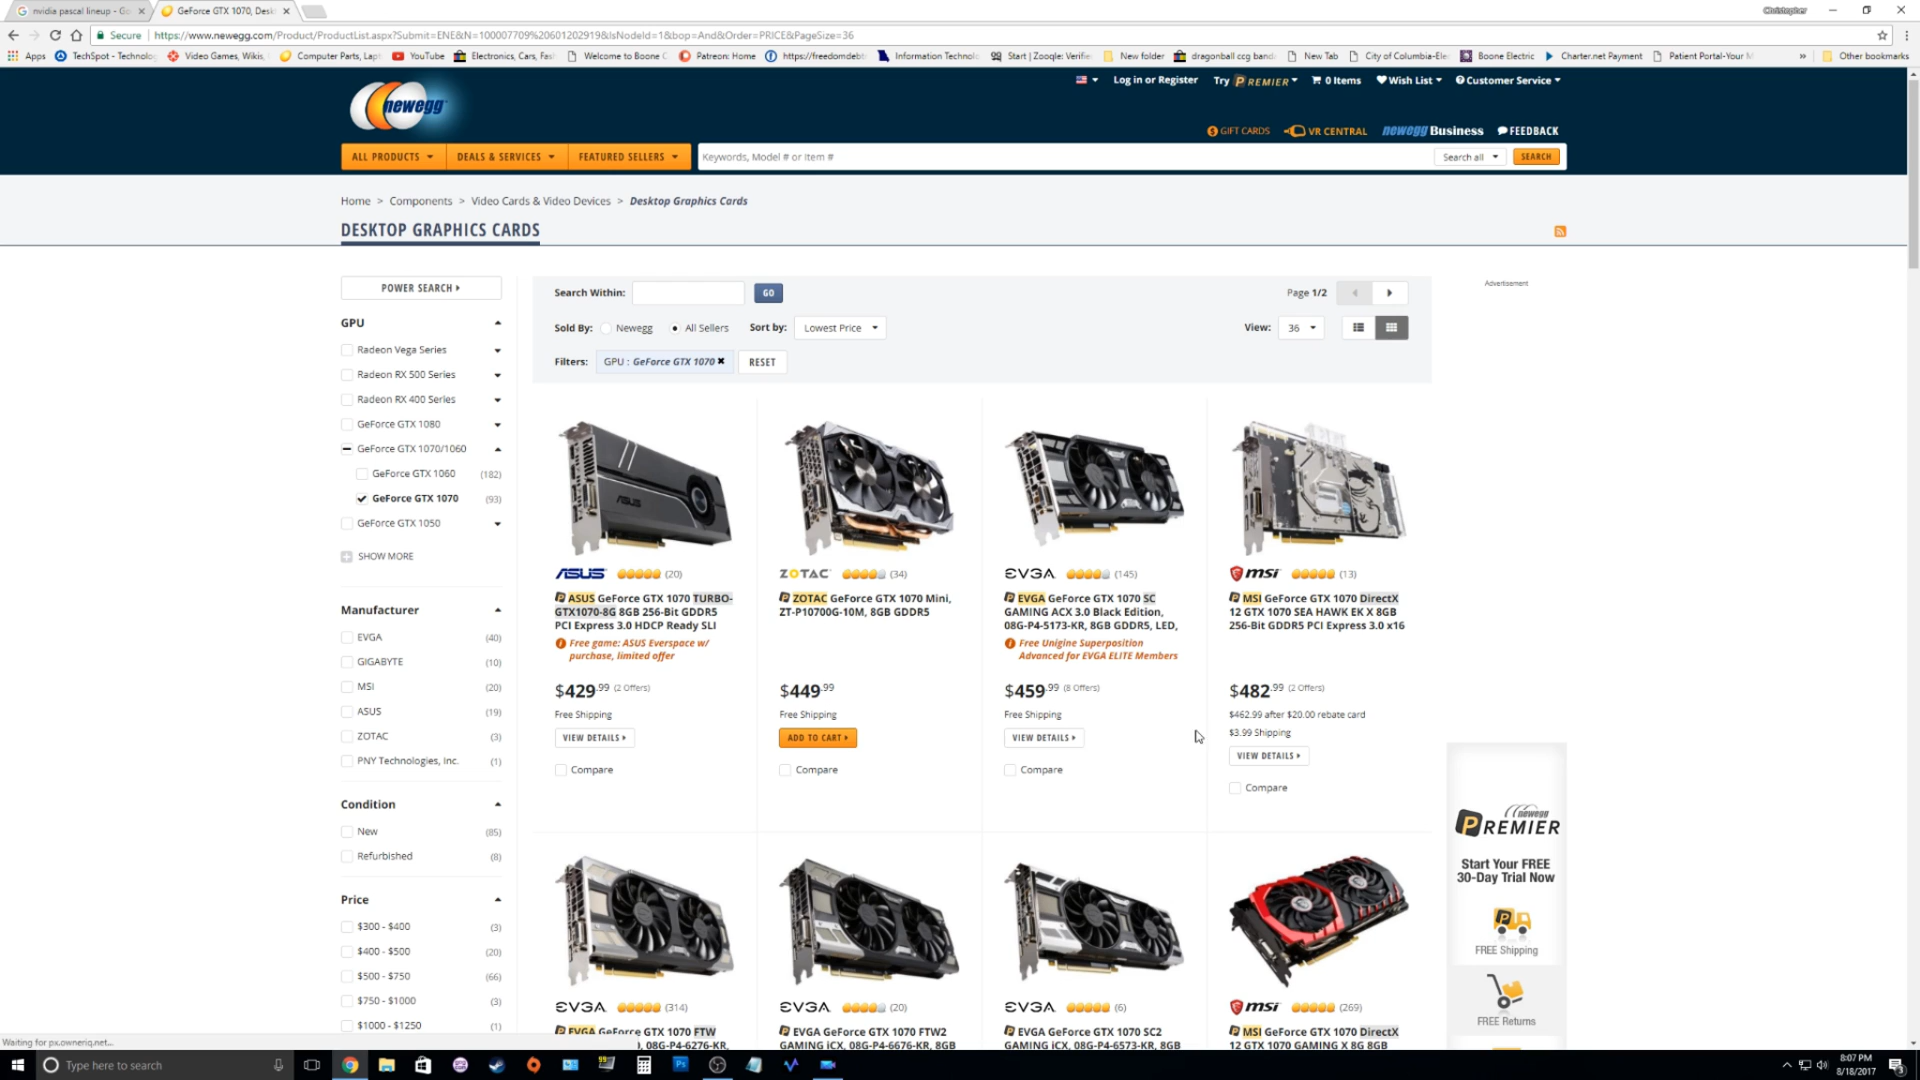 nvidia pascal lineup - Go
GeForce GTX 1070, Desk
Christopher
Secure
https://www.newegg.com/Product/ProductList.aspx?Submit=ENE&N=100007709%20601202919&IsNodeId=1&bop=And&Order=PRICE&PageSize=36
Apps
TechSpot - Technolog
Video Games, Wikis,
Computer Parts, Lapt
YouTube
Electronics, Cars, Fash
Welcome to Boone C
Patreon: Home
https://freedomdebt
Information Technolo
Start | Zooqle: Verifie
New folder
dragonball ccg banda
New Tab
City of Columbia-Elec
Boone Electric
Charter.net Payment
Patient Portal-Your M
»
Other bookmarks
newegg
Log in or Register
Try PREMIER
0 Items
Wish List
Customer Service
GIFT CARDS
VR CENTRAL
newegg Business
FEEDBACK
ALL PRODUCTS
DEALS & SERVICES
FEATURED SELLERS
Keywords, Model # or Item #
Search all
SEARCH
Home > Components > Video Cards & Video Devices > Desktop Graphics Cards
DESKTOP GRAPHICS CARDS
POWER SEARCH
GPU
Radeon Vega Series
Radeon RX 500 Series
Radeon RX 400 Series
GeForce GTX 1080
GeForce GTX 1070/1060
GeForce GTX 1060 (182)
GeForce GTX 1070 (93)
GeForce GTX 1050
SHOW MORE
Manufacturer
EVGA (40)
GIGABYTE (10)
MSI (20)
ASUS (19)
ZOTAC (3)
PNY Technologies, Inc. (1)
Condition
New (85)
Refurbished (8)
Price
$300 - $400 (3)
$400 - $500 (20)
$500 - $750 (66)
$750 - $1000 (3)
$1000 - $1250 (1)
Search Within:
GO
Page 1/2
Sold By:
Newegg
All Sellers
Sort by:
Lowest Price
View:
36
Filters:
GPU : GeForce GTX 1070 ✖
RESET
Advertisement
ASUS (20)
ASUS GeForce GTX 1070 TURBO-
GTX1070-8G 8GB 256-Bit GDDR5
PCI Express 3.0 HDCP Ready SLI
Free game: ASUS Everspace w/
purchase, limited offer
$429.99 (2 Offers)
Free Shipping
VIEW DETAILS
Compare
ZOTAC (34)
ZOTAC GeForce GTX 1070 Mini,
ZT-P10700G-10M, 8GB GDDR5
$449.99
Free Shipping
ADD TO CART
Compare
EVGA (145)
EVGA GeForce GTX 1070 SC
GAMING ACX 3.0 Black Edition,
08G-P4-5173-KR, 8GB GDDR5, LED,
Free Unigine Superposition
Advanced for EVGA ELITE Members
$459.99 (8 Offers)
Free Shipping
VIEW DETAILS
Compare
msi (13)
MSI GeForce GTX 1070 DirectX
12 GTX 1070 SEA HAWK EK X 8GB
256-Bit GDDR5 PCI Express 3.0 x16
$482.99 (2 Offers)
$462.99 after $20.00 rebate card
$3.99 Shipping
VIEW DETAILS
Compare
EVGA (314)
EVGA GeForce GTX 1070 FTW
, 08G-P4-6276-KR,
EVGA (20)
EVGA GeForce GTX 1070 FTW2
GAMING iCX, 08G-P4-6676-KR, 8GB
EVGA (6)
EVGA GeForce GTX 1070 SC2
GAMING iCX, 08G-P4-6573-KR, 8GB
msi (269)
MSI GeForce GTX 1070 DirectX
12 GTX 1070 GAMING X 8G 8GB
newegg
PREMIER
Start Your FREE
30-Day Trial Now
FREE Shipping
FREE Returns
Waiting for px.owneriq.net...
Type here to search
8:07 PM
8/18/2017